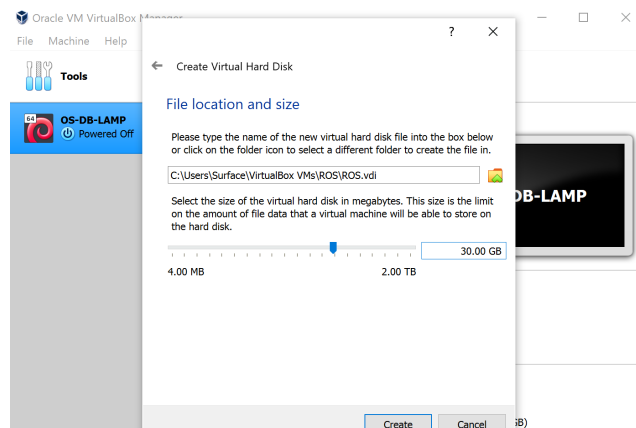 Oracle VM VirtualBox Manager
File Machine Help
?
Tools
Create Virtual Hard Disk
File location and size
64
OS-DB-LAMP
Powered Off
Please type the name of the new virtual hard disk file into the box below
or click on the folder icon to select a different folder to create the file in.
C:\Users\Surface\VirtualBox VMs\ROS\ROS.vdi
DB-LAMP
Select the size of the virtual hard disk in megabytes. This size is the limit
on the amount of file data that a virtual machine will be able to store on
the hard disk.
30.00 GB
4.00 MB 2.00 TB
Create Cancel
GB)